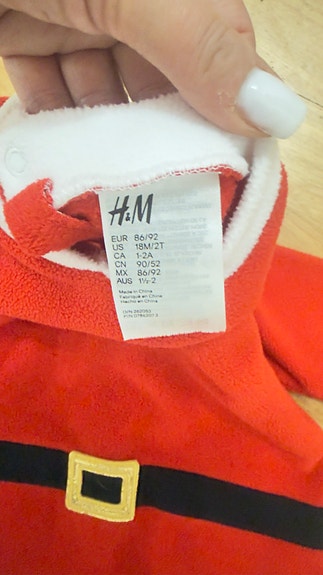 H&M
EUR 86/92
US 18M/2T
CA 1-2A
CN 90/52
MX 86/92
AUS 1½-2
Made in China
Fabriqué en Chine
Hecho en China